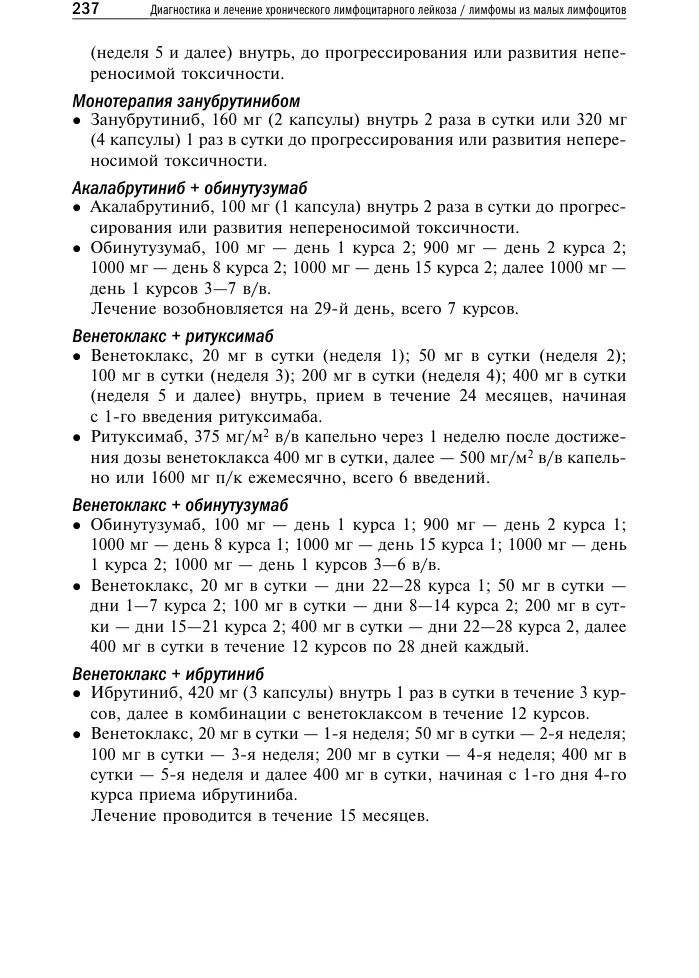 237 Диагностика и лечение хронического лимфоцитарного лейкоза / лимфомы из малых лимфоцитов
(неделя 5 и далее) внутрь, до прогрессирования или развития непе-
реносимой токсичности.
Монотерапия занубрутинибом
● Занубрутиниб, 160 мг (2 капсулы) внутрь 2 раза в сутки или 320 мг
(4 капсулы) 1 раз в сутки до прогрессирования или развития непере-
носимой токсичности.
Акалабрутиниб + обинутузумаб
● Акалабрутиниб, 100 мг (1 капсула) внутрь 2 раза в сутки до прогрес-
сирования или развития непереносимой токсичности.
● Обинутузумаб, 100 мг — день 1 курса 2; 900 мг — день 2 курса 2;
1000 мг — день 8 курса 2; 1000 мг — день 15 курса 2; далее 1000 мг —
день 1 курсов 3—7 в/в.
Лечение возобновляется на 29-й день, всего 7 курсов.
Венетоклакс + ритуксимаб
● Венетоклакс, 20 мг в сутки (неделя 1); 50 мг в сутки (неделя 2);
100 мг в сутки (неделя 3); 200 мг в сутки (неделя 4); 400 мг в сутки
(неделя 5 и далее) внутрь, прием в течение 24 месяцев, начиная
с 1-го введения ритуксимаба.
● Ритуксимаб, 375 мг/м² в/в капельно через 1 неделю после достиже-
ния дозы венетоклакса 400 мг в сутки, далее — 500 мг/м² в/в капель-
но или 1600 мг п/к ежемесячно, всего 6 введений.
Венетоклакс + обинутузумаб
● Обинутузумаб, 100 мг — день 1 курса 1; 900 мг — день 2 курса 1;
1000 мг — день 8 курса 1; 1000 мг — день 15 курса 1; 1000 мг — день
1 курса 2; 1000 мг — день 1 курсов 3—6 в/в.
● Венетоклакс, 20 мг в сутки — дни 22—28 курса 1; 50 мг в сутки —
дни 1—7 курса 2; 100 мг в сутки — дни 8—14 курса 2; 200 мг в сут-
ки — дни 15—21 курса 2; 400 мг в сутки — дни 22—28 курса 2, далее
400 мг в сутки в течение 12 курсов по 28 дней каждый.
Венетоклакс + ибрутиниб
● Ибрутиниб, 420 мг (3 капсулы) внутрь 1 раз в сутки в течение 3 кур-
сов, далее в комбинации с венетоклаксом в течение 12 курсов.
● Венетоклакс, 20 мг в сутки — 1-я неделя; 50 мг в сутки — 2-я неделя;
100 мг в сутки — 3-я неделя; 200 мг в сутки — 4-я неделя; 400 мг в
сутки — 5-я неделя и далее 400 мг в сутки, начиная с 1-го дня 4-го
курса приема ибрутиниба.
Лечение проводится в течение 15 месяцев.